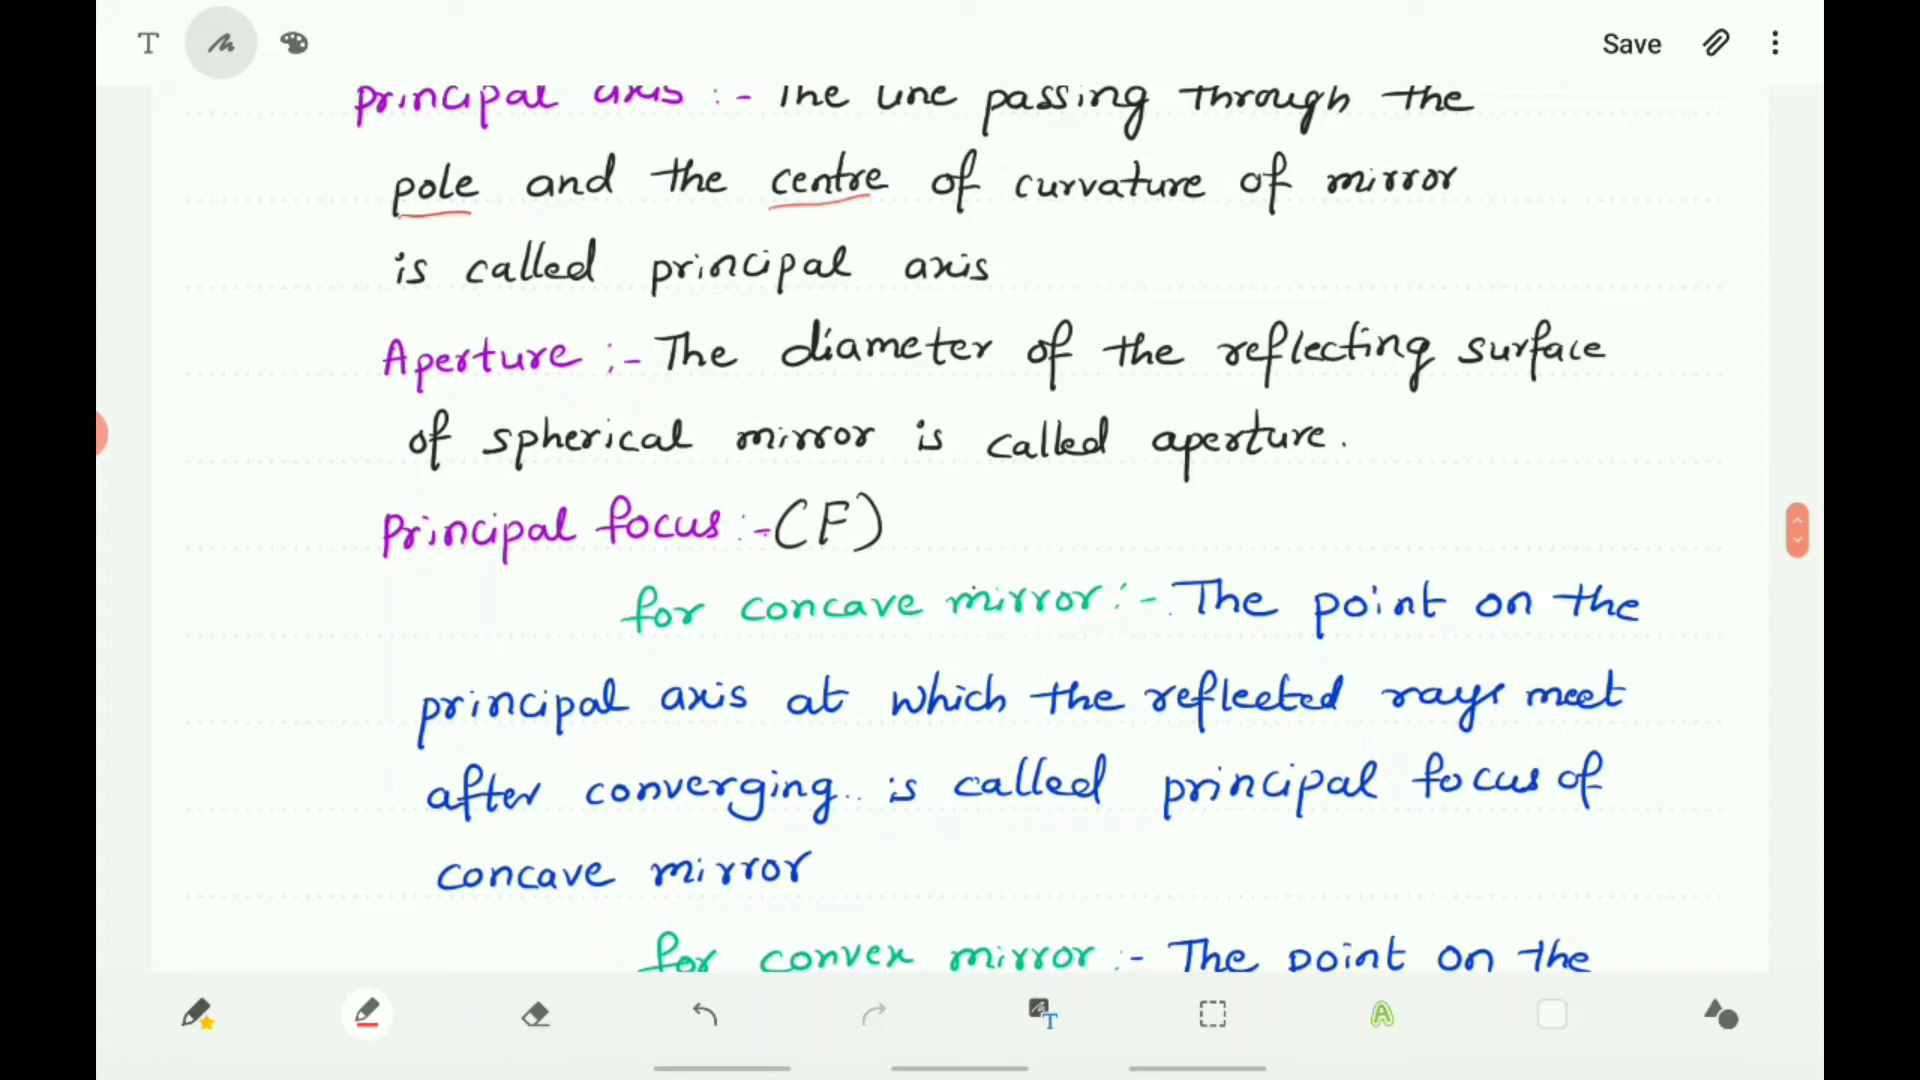 Save
principal axis :- The line passing through the
pole and the centre of curvature of mirror
is called principal axis
Aperture :- The diameter of the reflecting surface
of spherical mirror is called aperture.
Principal focus :- (F)
for concave mirror :- The point on the
principal axis at which the reflected rays meet
after converging is called principal focus of
concave mirror
for convex mirror :- The point on the